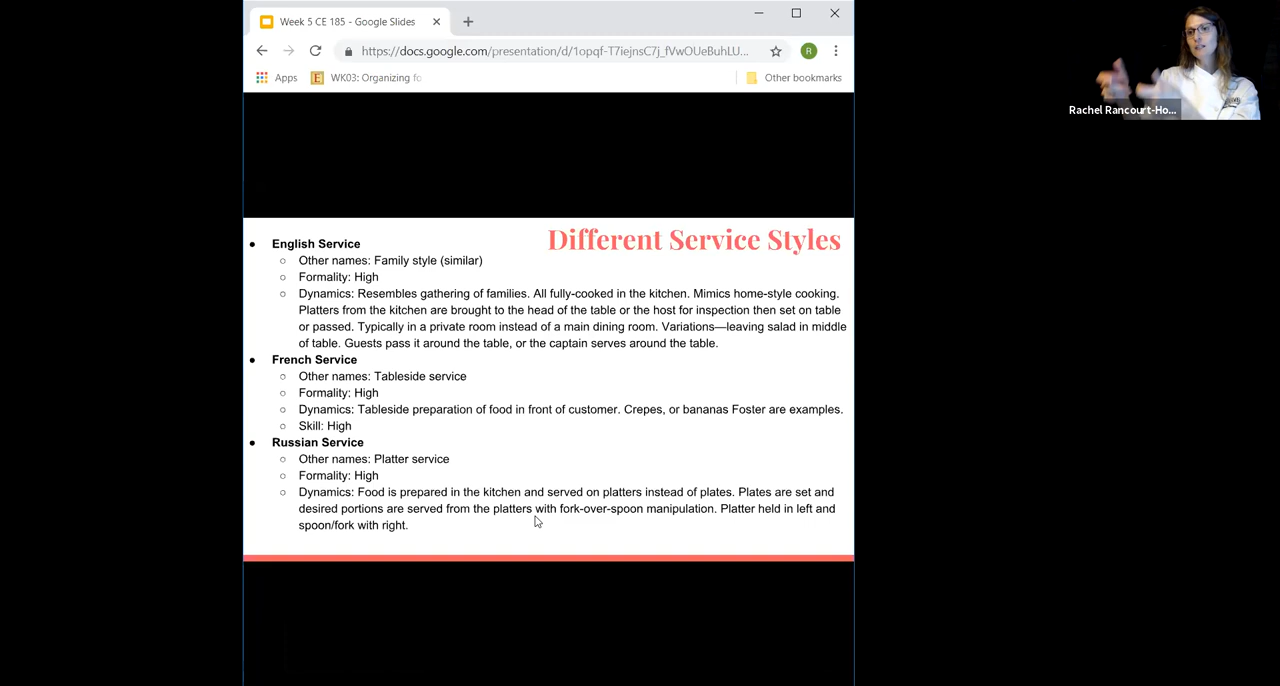 Week 5 CE 185 - Google Slides
https://docs.google.com/presentation/d/1opqf-T7iejnsC7j_fVwOUeBuhLU...
R
Apps
WK03: Organizing fo
Other bookmarks
Rachel Rancourt-Ho...
Different Service Styles
● English Service
○ Other names: Family style (similar)
○ Formality: High
○ Dynamics: Resembles gathering of families. All fully-cooked in the kitchen. Mimics home-style cooking.
Platters from the kitchen are brought to the head of the table or the host for inspection then set on table
or passed. Typically in a private room instead of a main dining room. Variations—leaving salad in middle
of table. Guests pass it around the table, or the captain serves around the table.
● French Service
○ Other names: Tableside service
○ Formality: High
○ Dynamics: Tableside preparation of food in front of customer. Crepes, or bananas Foster are examples.
○ Skill: High
● Russian Service
○ Other names: Platter service
○ Formality: High
○ Dynamics: Food is prepared in the kitchen and served on platters instead of plates. Plates are set and
desired portions are served from the platters with fork-over-spoon manipulation. Platter held in left and
spoon/fork with right.